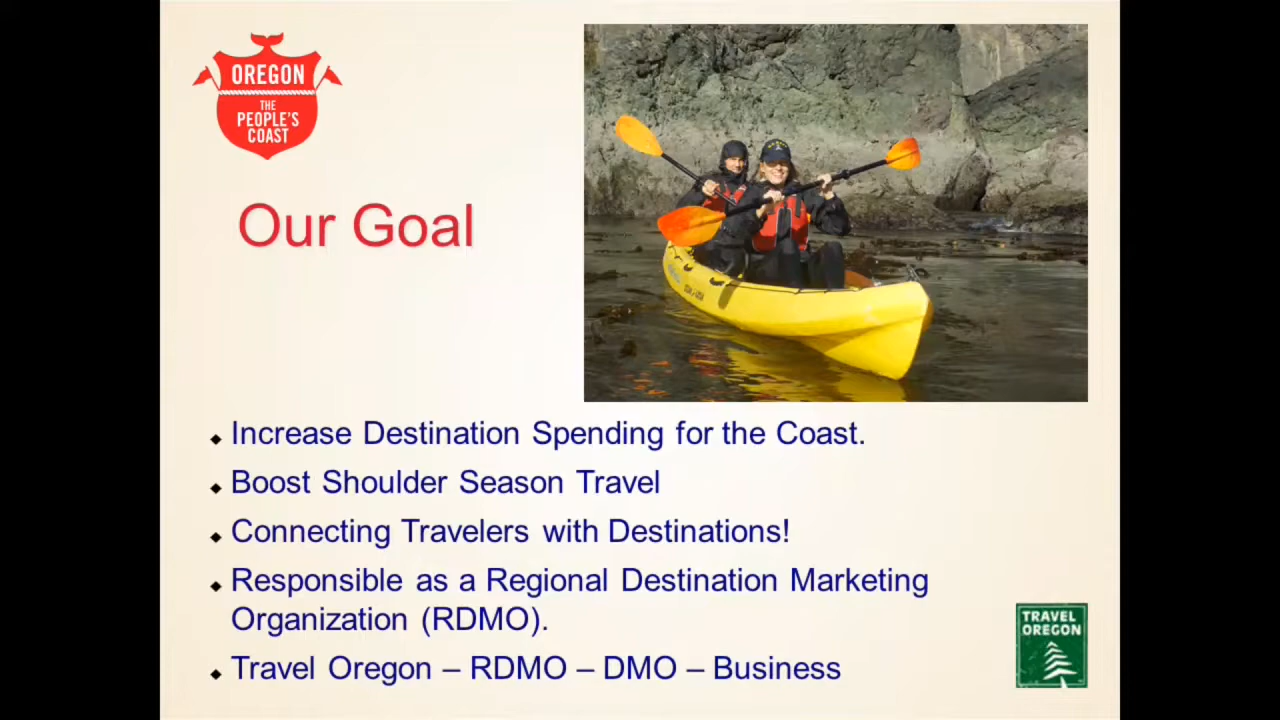 OREGON
THE
PEOPLE'S
COAST
Our Goal
Increase Destination Spending for the Coast.
Boost Shoulder Season Travel
Connecting Travelers with Destinations!
Responsible as a Regional Destination Marketing
Organization (RDMO).
Travel Oregon – RDMO – DMO – Business
TRAVEL
OREGON